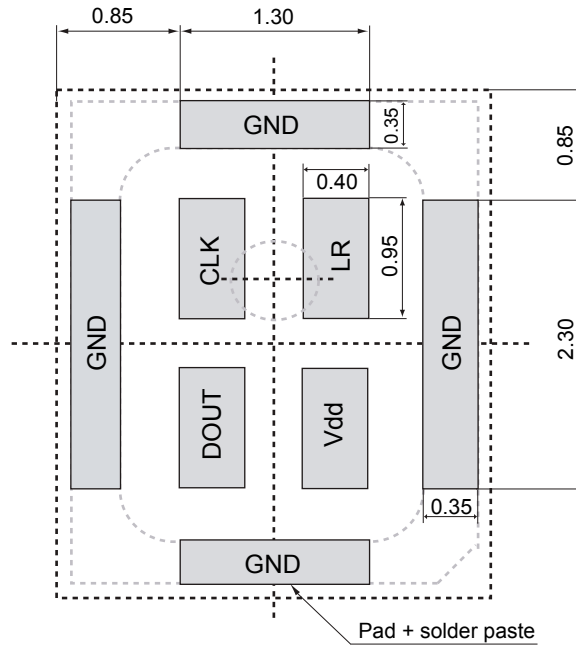 0.85
1.30
GND
0.35
0.85
0.40
CLK
LR
0.95
GND
GND
2.30
DOUT
Vdd
0.35
GND
Pad + solder paste